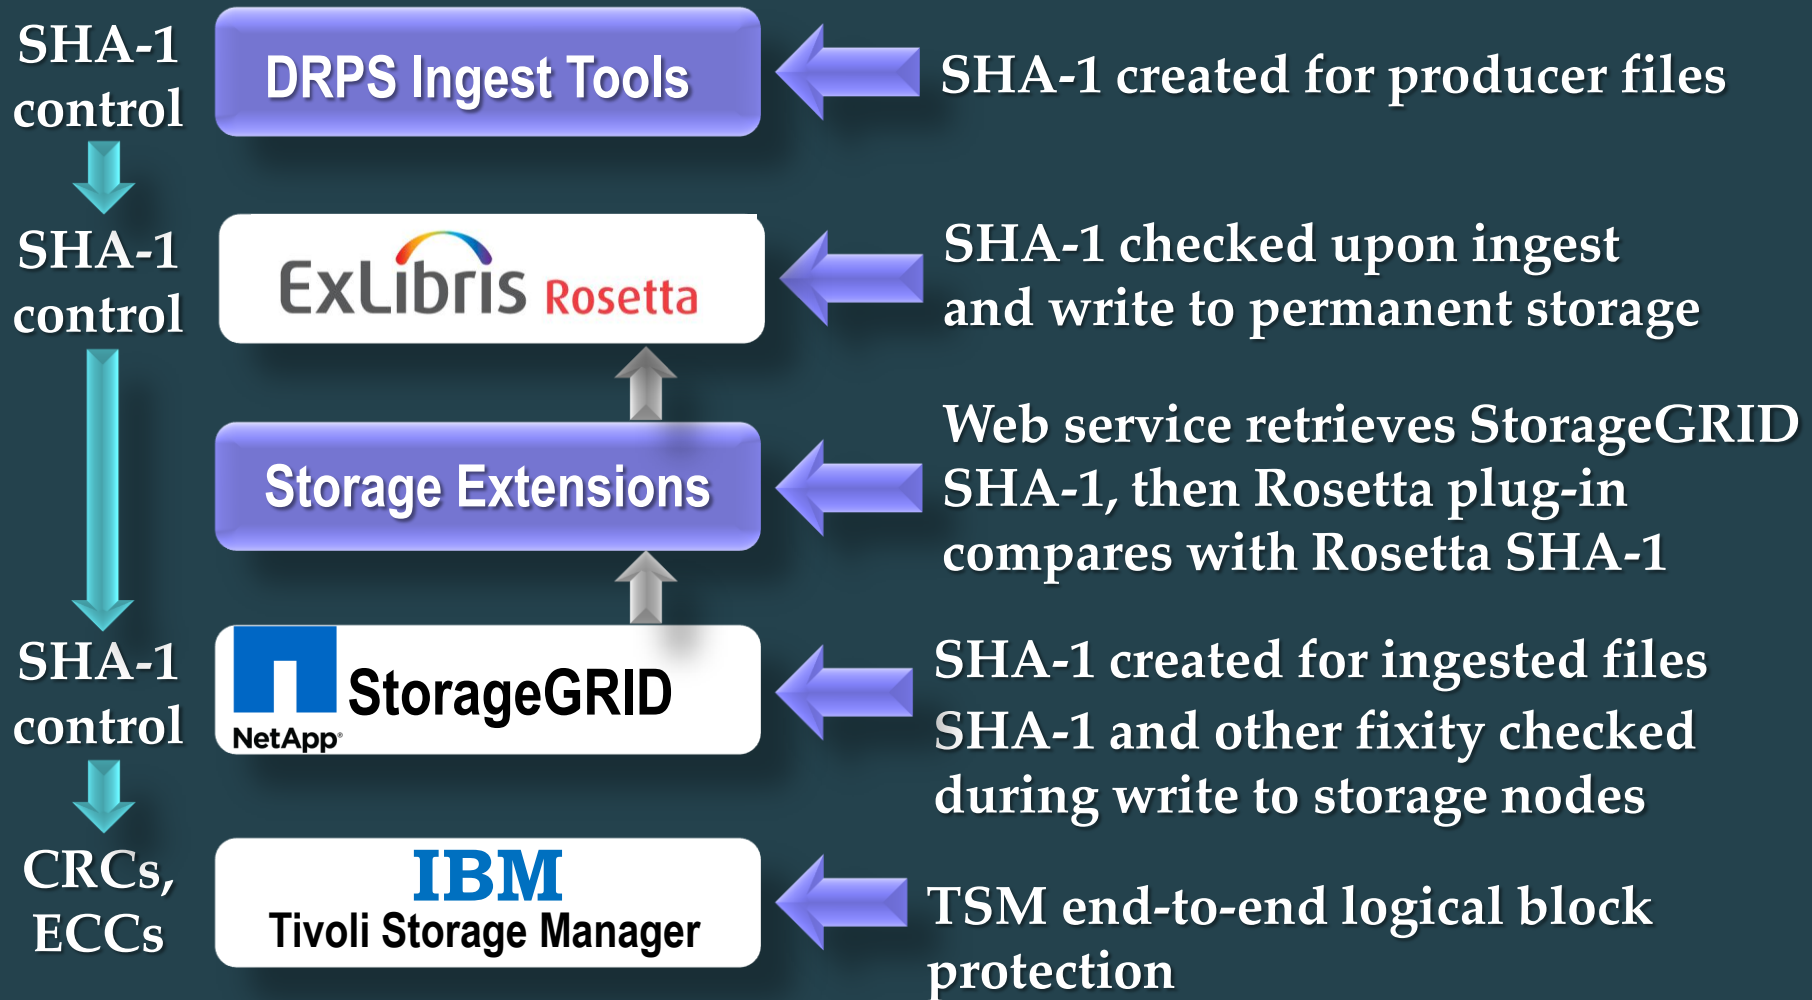 SHA-1
control
DRPS Ingest Tools
SHA-1 created for producer files
SHA-1
control
ExLibris Rosetta
SHA-1 checked upon ingest
and write to permanent storage
Storage Extensions
Web service retrieves StorageGRID
SHA-1, then Rosetta plug-in
compares with Rosetta SHA-1
SHA-1
control
NetApp®
StorageGRID
SHA-1 created for ingested files
SHA-1 and other fixity checked
during write to storage nodes
CRCs,
ECCs
IBM
Tivoli Storage Manager
TSM end-to-end logical block
protection